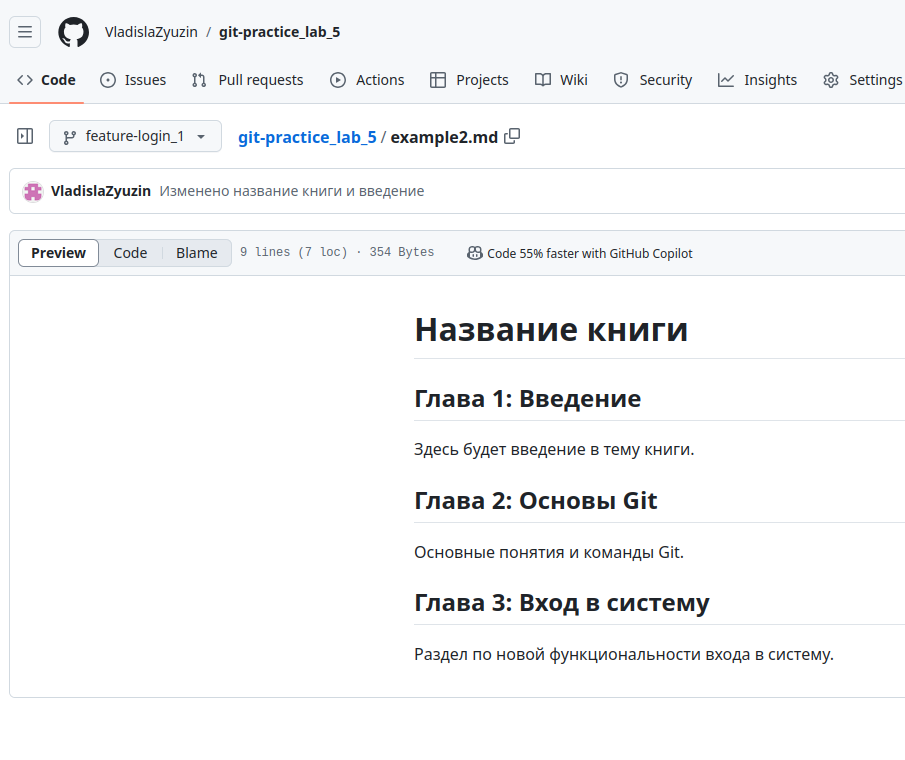 VladislaZyuzin / git-practice_lab_5
Code Issues Pull requests Actions Projects Wiki Security Insights Settings
feature-login_1 git-practice_lab_5 / example2.md
VladislaZyuzin Изменено название книги и введение
Preview Code Blame 9 lines (7 loc) · 354 Bytes Code 55% faster with GitHub Copilot
Название книги
Глава 1: Введение
Здесь будет введение в тему книги.
Глава 2: Основы Git
Основные понятия и команды Git.
Глава 3: Вход в систему
Раздел по новой функциональности входа в систему.